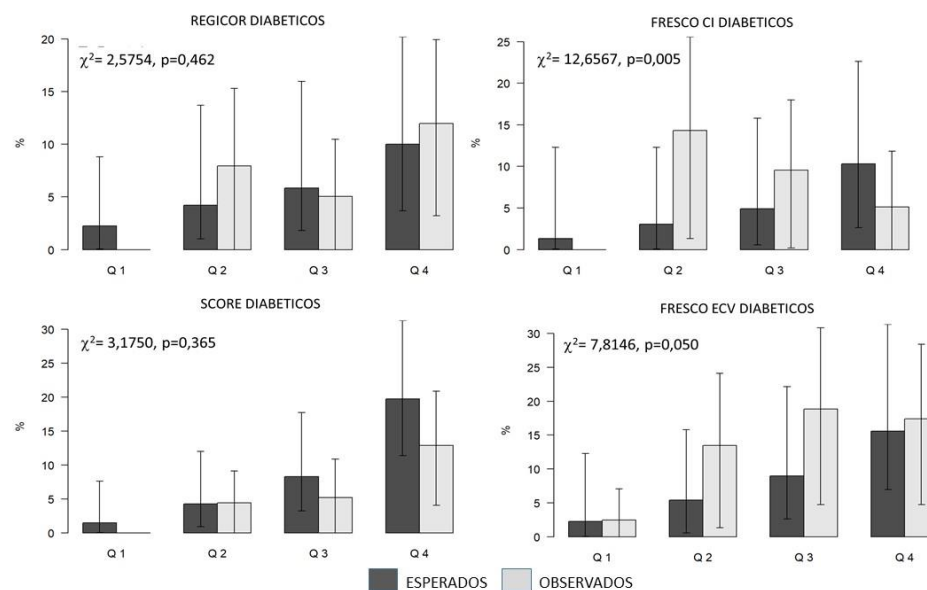 REGICOR DIABETICOS
χ²= 2,5754, p=0,462
20
15
10
5
0
%
Q 1
Q 2
Q 3
Q 4
FRESCO CI DIABETICOS
χ²= 12,6567, p=0,005
25
20
15
10
5
0
%
Q 1
Q 2
Q 3
Q 4
SCORE DIABETICOS
χ²= 3,1750, p=0,365
30
25
20
15
10
5
0
%
Q 1
Q 2
Q 3
Q 4
FRESCO ECV DIABETICOS
χ²= 7,8146, p=0,050
30
25
20
15
10
5
0
%
Q 1
Q 2
Q 3
Q 4
ESPERADOS
OBSERVADOS